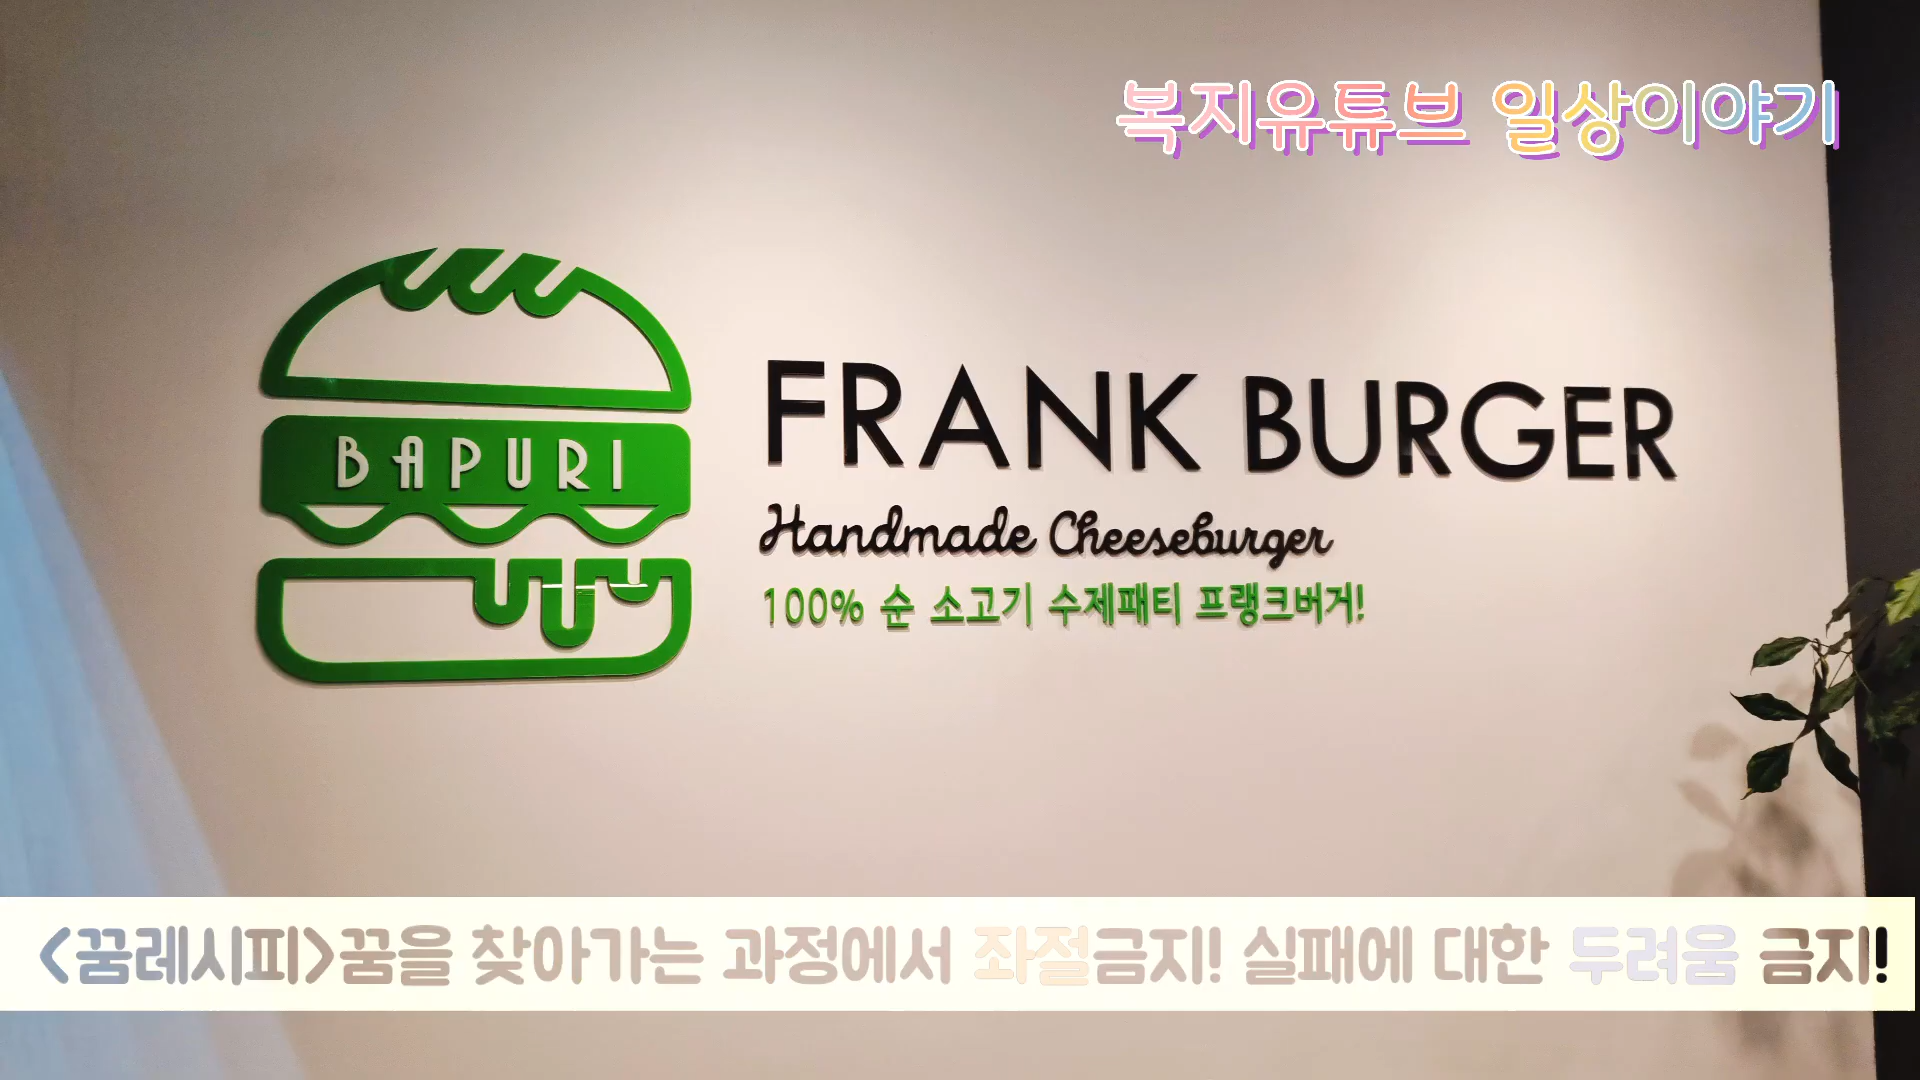 복지유튜브 일상이야기
BAPURI
FRANK BURGER
Handmade Cheeseburger
100% 순 소고기 수제패티 프랭크버거!
<꿈레시피>꿈을 찾아가는 과정에서 좌절금지! 실패에 대한 두려움 금지!